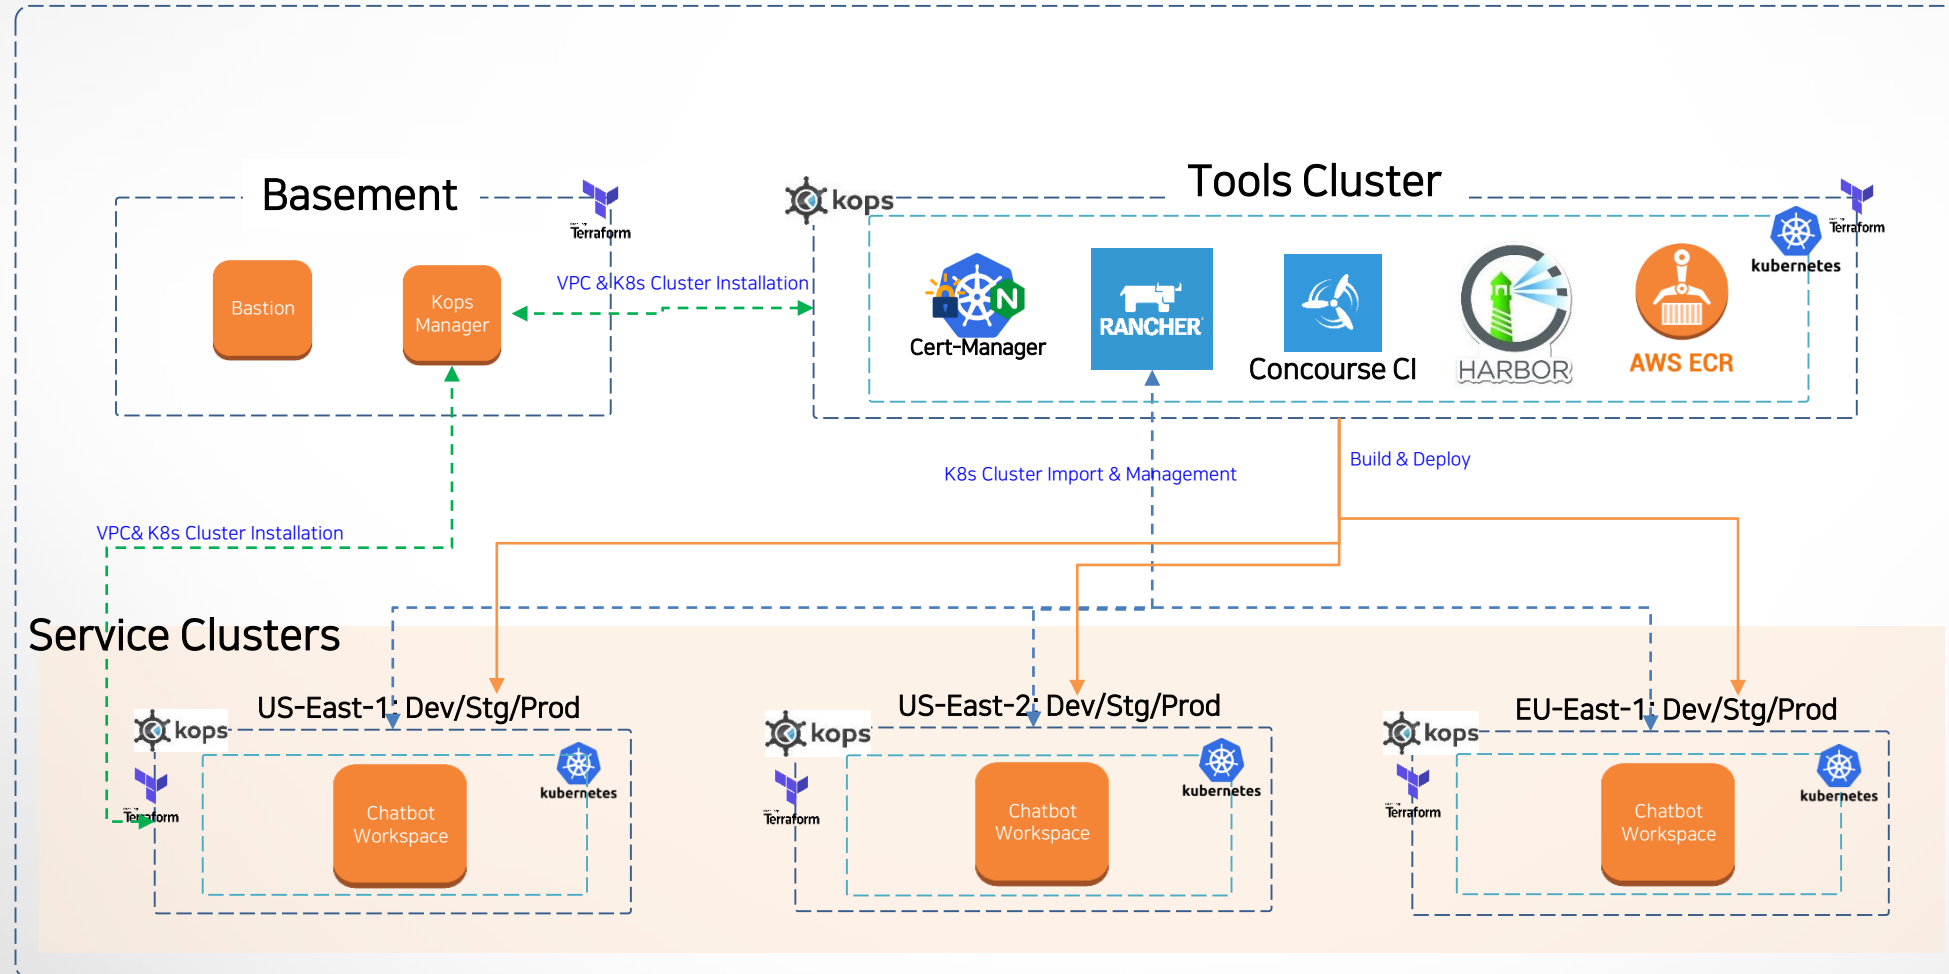 Basement
Terraform
Bastion
Kops
Manager
VPC & K8s Cluster Installation
kops
Tools Cluster
Terraform
kubernetes
Cert-Manager
RANCHER
Concourse CI
HARBOR
AWS ECR
K8s Cluster Import & Management
Build & Deploy
VPC& K8s Cluster Installation
Service Clusters
US-East-1: Dev/Stg/Prod
kops
Terraform
kubernetes
Chatbot
Workspace
US-East-2: Dev/Stg/Prod
kops
Terraform
kubernetes
Chatbot
Workspace
EU-East-1: Dev/Stg/Prod
kops
Terraform
kubernetes
Chatbot
Workspace